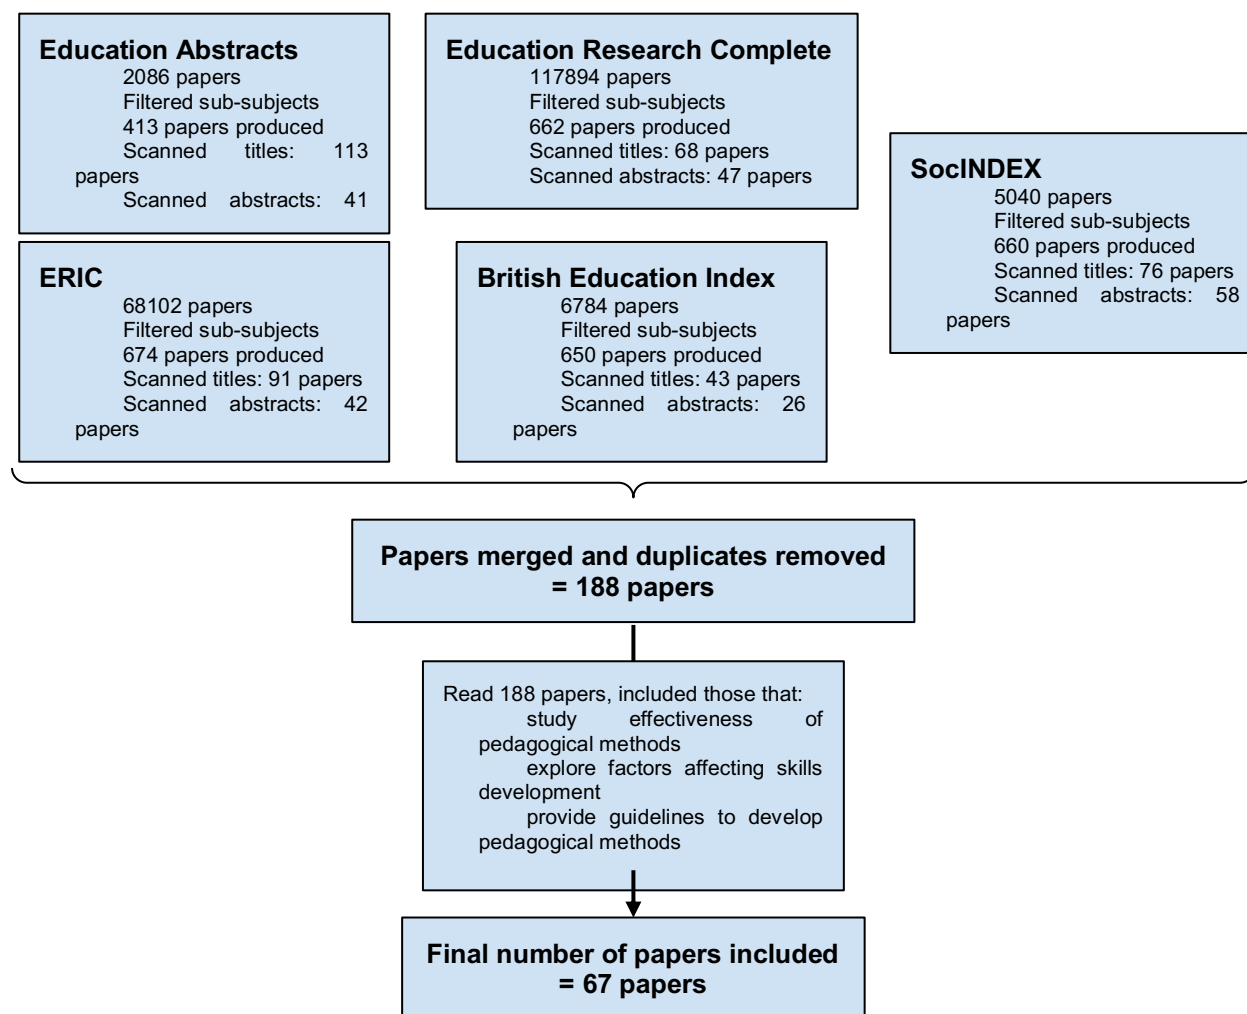 Education Abstracts
2086 papers
Filtered sub-subjects
413 papers produced
Scanned titles: 113
papers
Scanned abstracts: 41
Education Research Complete
117894 papers
Filtered sub-subjects
662 papers produced
Scanned titles: 68 papers
Scanned abstracts: 47 papers
SocINDEX
5040 papers
Filtered sub-subjects
660 papers produced
Scanned titles: 76 papers
Scanned abstracts: 58
papers
ERIC
68102 papers
Filtered sub-subjects
674 papers produced
Scanned titles: 91 papers
Scanned abstracts: 42
papers
British Education Index
6784 papers
Filtered sub-subjects
650 papers produced
Scanned titles: 43 papers
Scanned abstracts: 26
papers
Papers merged and duplicates removed
= 188 papers
Read 188 papers, included those that:
study effectiveness of
pedagogical methods
explore factors affecting skills
development
provide guidelines to develop
pedagogical methods
Final number of papers included
= 67 papers